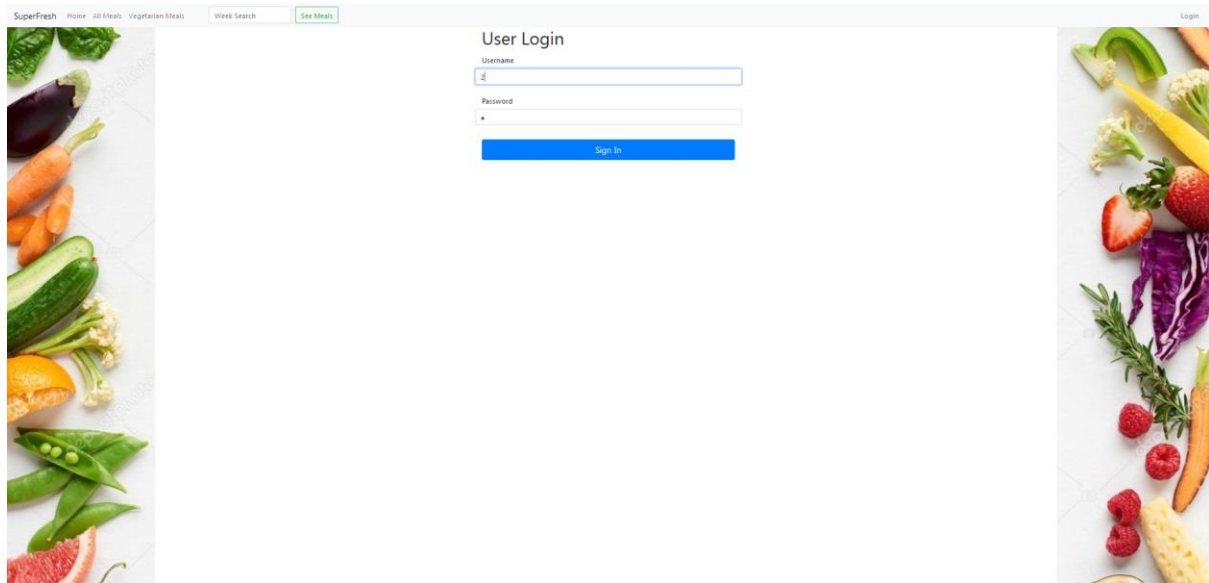 SuperFresh Home All Meals Vegetarian Meals Week Search See Meals Login
User Login
Username
2
Password
Sign In